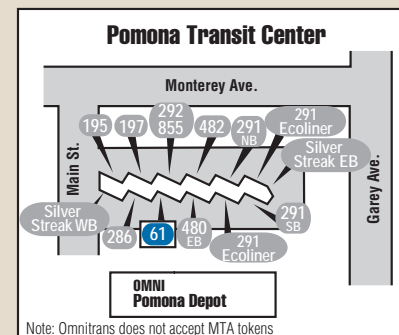 Pomona Transit Center
Monterey Ave.
Main St.
Garey Ave.
195
197
292
855
482
291
NB
291
Ecoliner
Silver
Streak EB
Silver
Streak WB
286
61
480
EB
291
Ecoliner
291
SB
OMNI
Pomona Depot
Note: Omnitrans does not accept MTA tokens